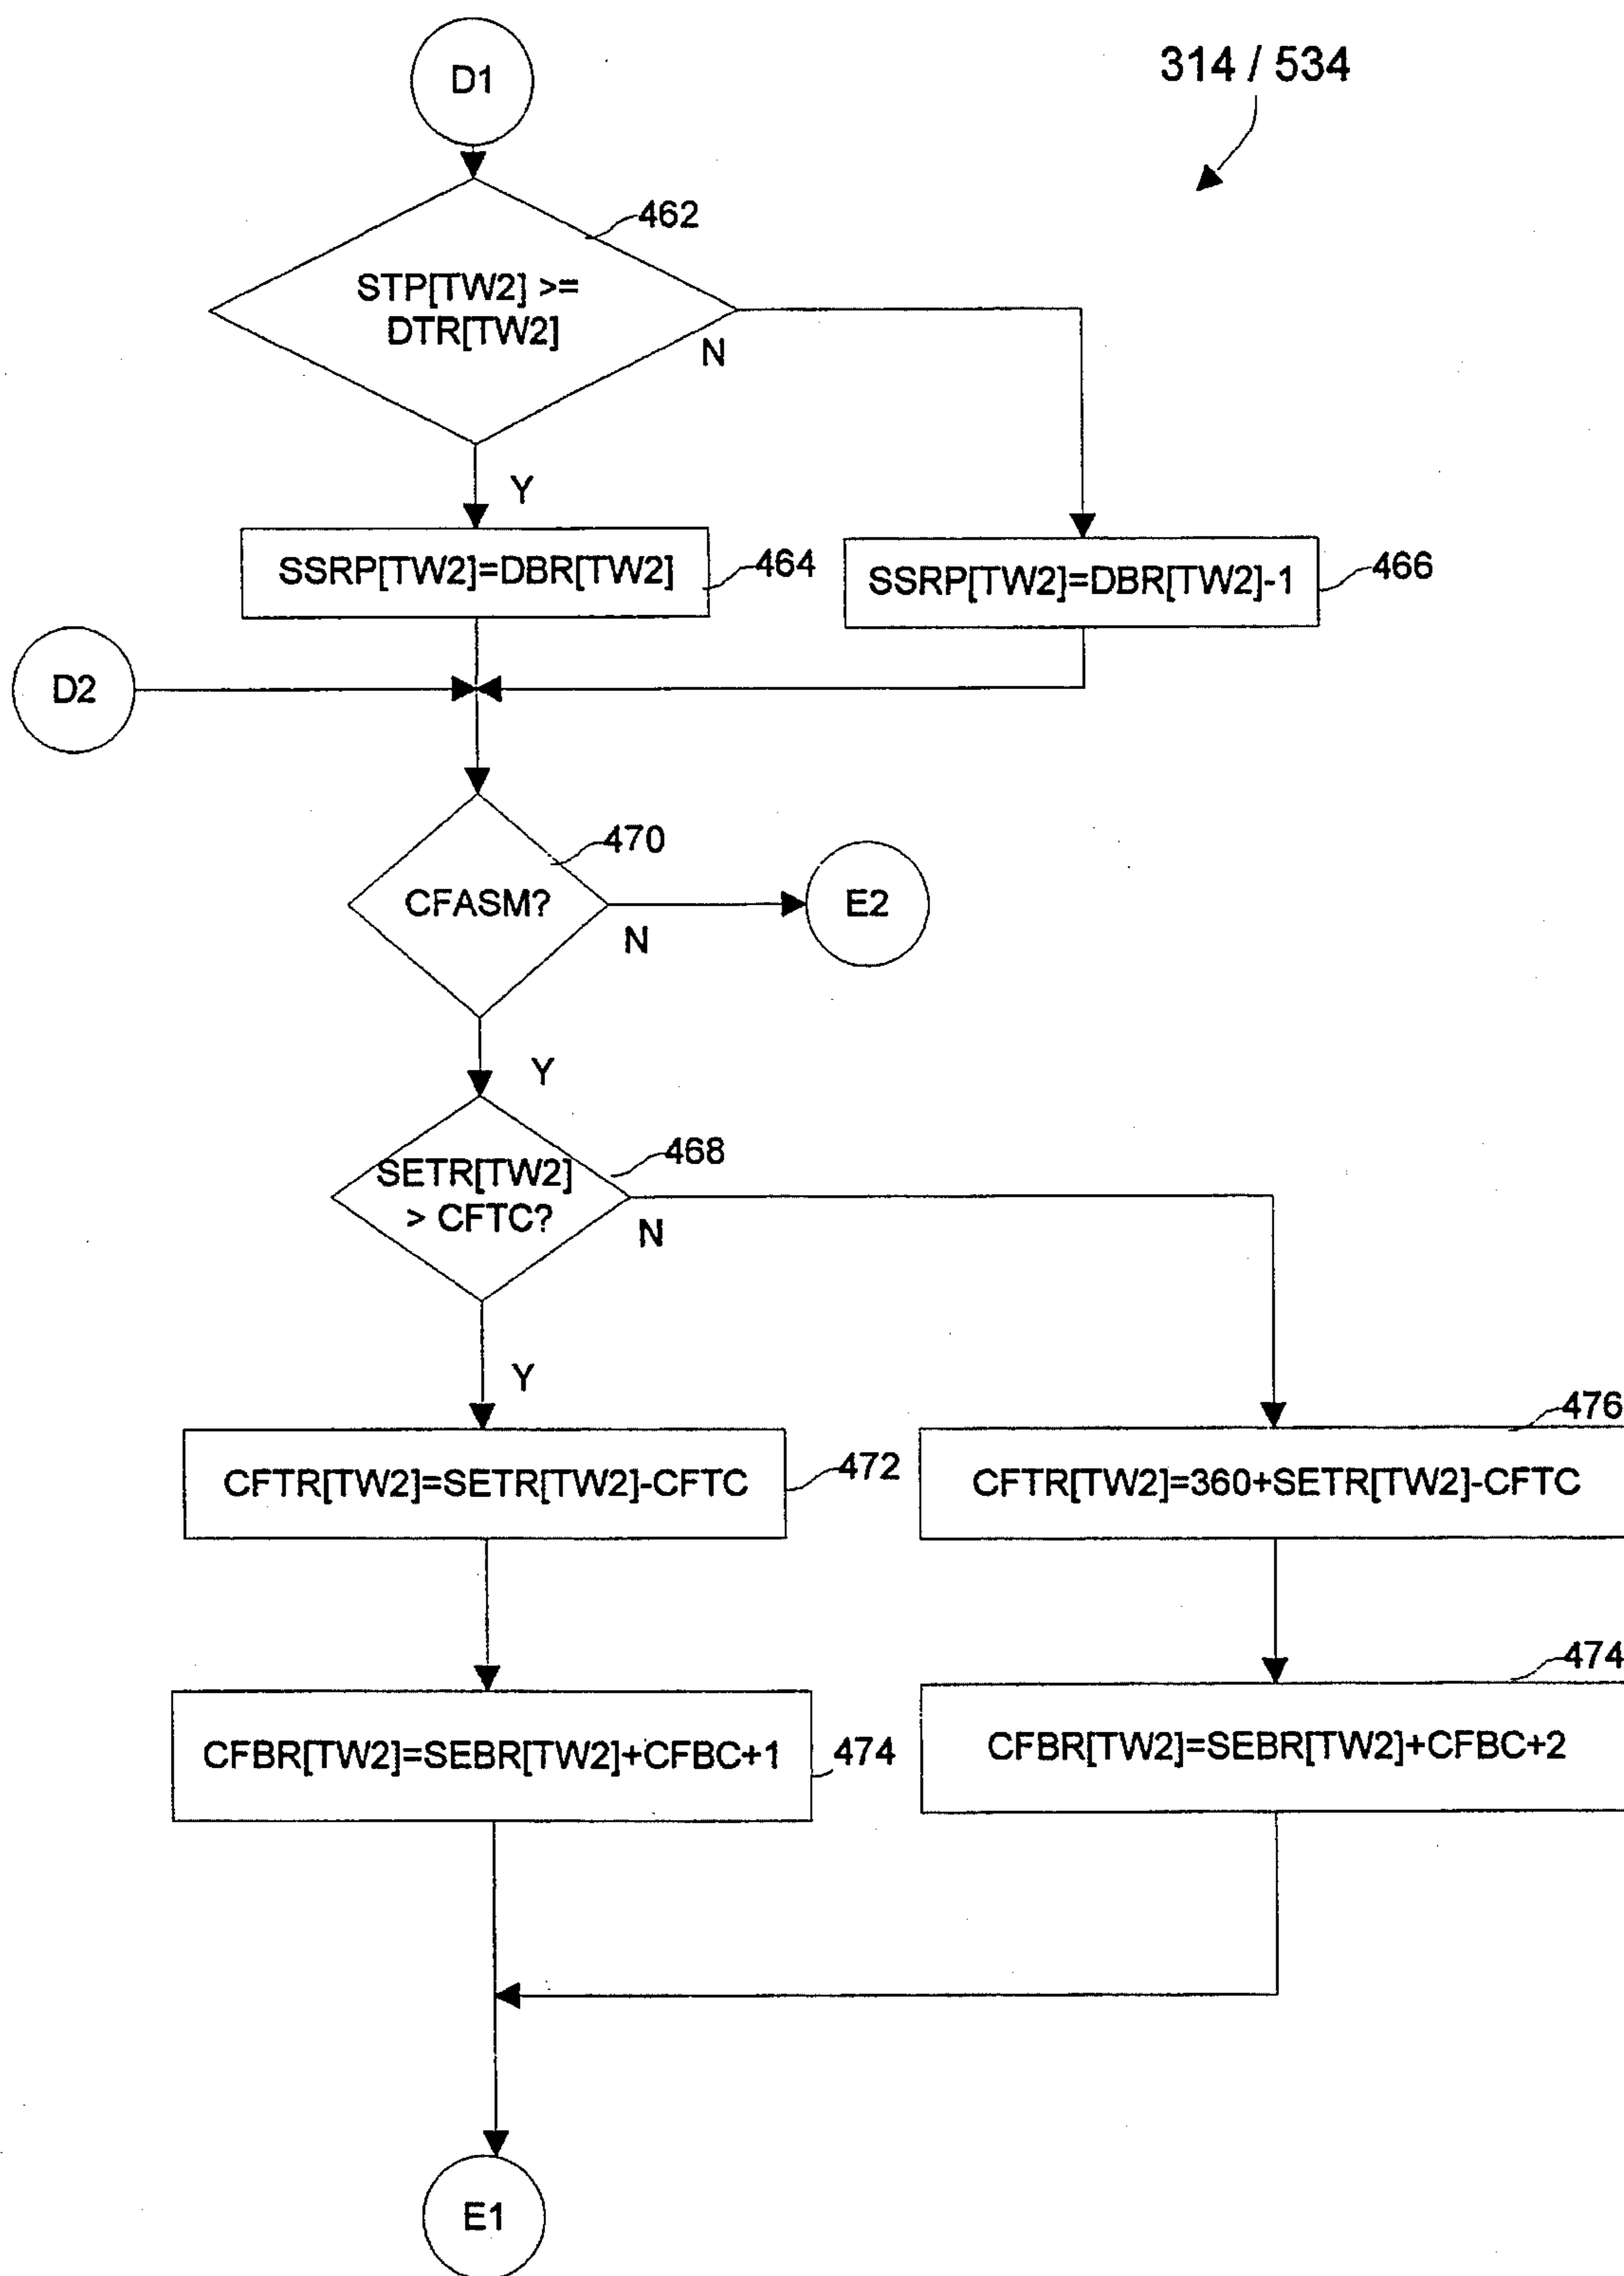 314 / 534
D1
462
STP[TW2] >=
DTR[TW2]
N
Y
SSRP[TW2]=DBR[TW2]
464
SSRP[TW2]=DBR[TW2]-1
466
D2
470
CFASM?
N
E2
Y
468
SETR[TW2]
> CFTC?
N
Y
476
CFTR[TW2]=SETR[TW2]-CFTC
472
CFTR[TW2]=360+SETR[TW2]-CFTC
474
CFBR[TW2]=SEBR[TW2]+CFBC+1
474
CFBR[TW2]=SEBR[TW2]+CFBC+2
E1